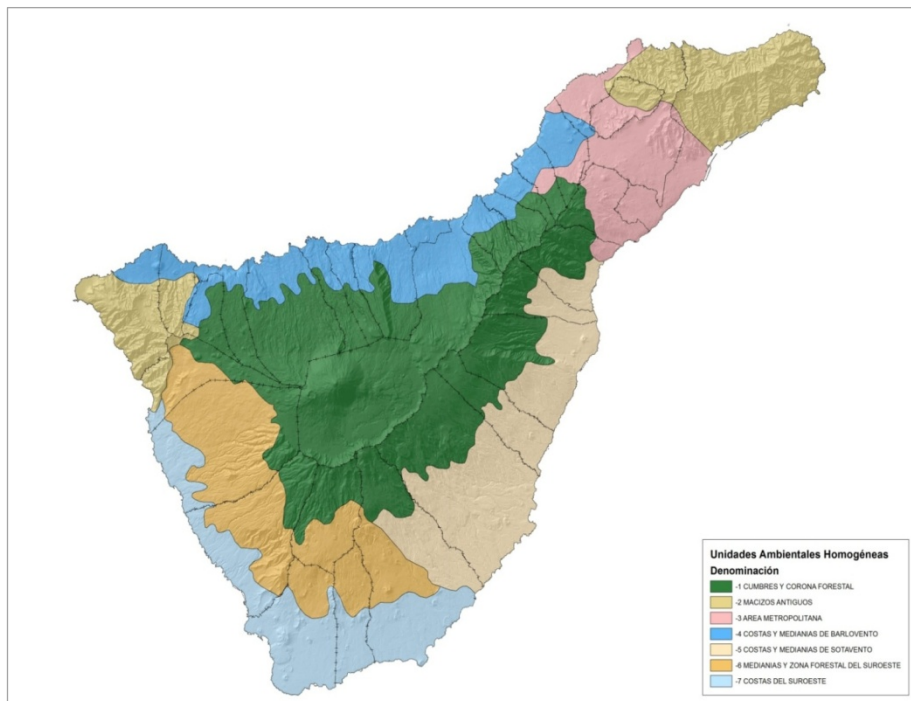 Unidades Ambientales Homogéneas
Denominación
-1 CUMBRES Y CORONA FORESTAL
-2 MACIZOS ANTIGUOS
-3 AREA METROPOLITANA
-4 COSTAS Y MEDIANIAS DE BARLOVENTO
-5 COSTAS Y MEDIANIAS DE SOTAVENTO
-6 MEDIANIAS Y ZONA FORESTAL DEL SUROESTE
-7 COSTAS DEL SUROESTE